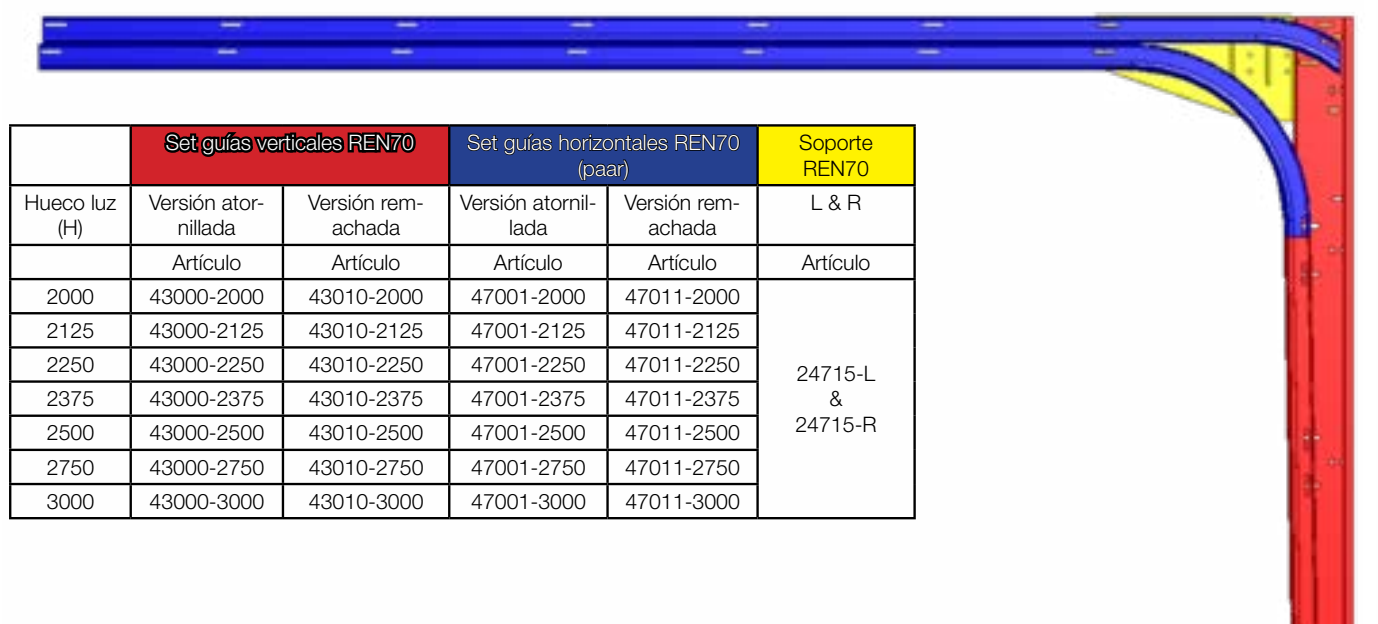 Set guías verticales REN70
Set guías horizontales REN70
(paar)
Soporte
REN70
Hueco luz
(H)
Versión ator-
nillada
Versión rem-
achada
Versión atornil-
lada
Versión rem-
achada
L & R
Artículo Artículo Artículo Artículo Artículo
2000 43000-2000 43010-2000 47001-2000 47011-2000
2125 43000-2125 43010-2125 47001-2125 47011-2125
2250 43000-2250 43010-2250 47001-2250 47011-2250
2375 43000-2375 43010-2375 47001-2375 47011-2375
2500 43000-2500 43010-2500 47001-2500 47011-2500
2750 43000-2750 43010-2750 47001-2750 47011-2750
3000 43000-3000 43010-3000 47001-3000 47011-3000
24715-L
&
24715-R